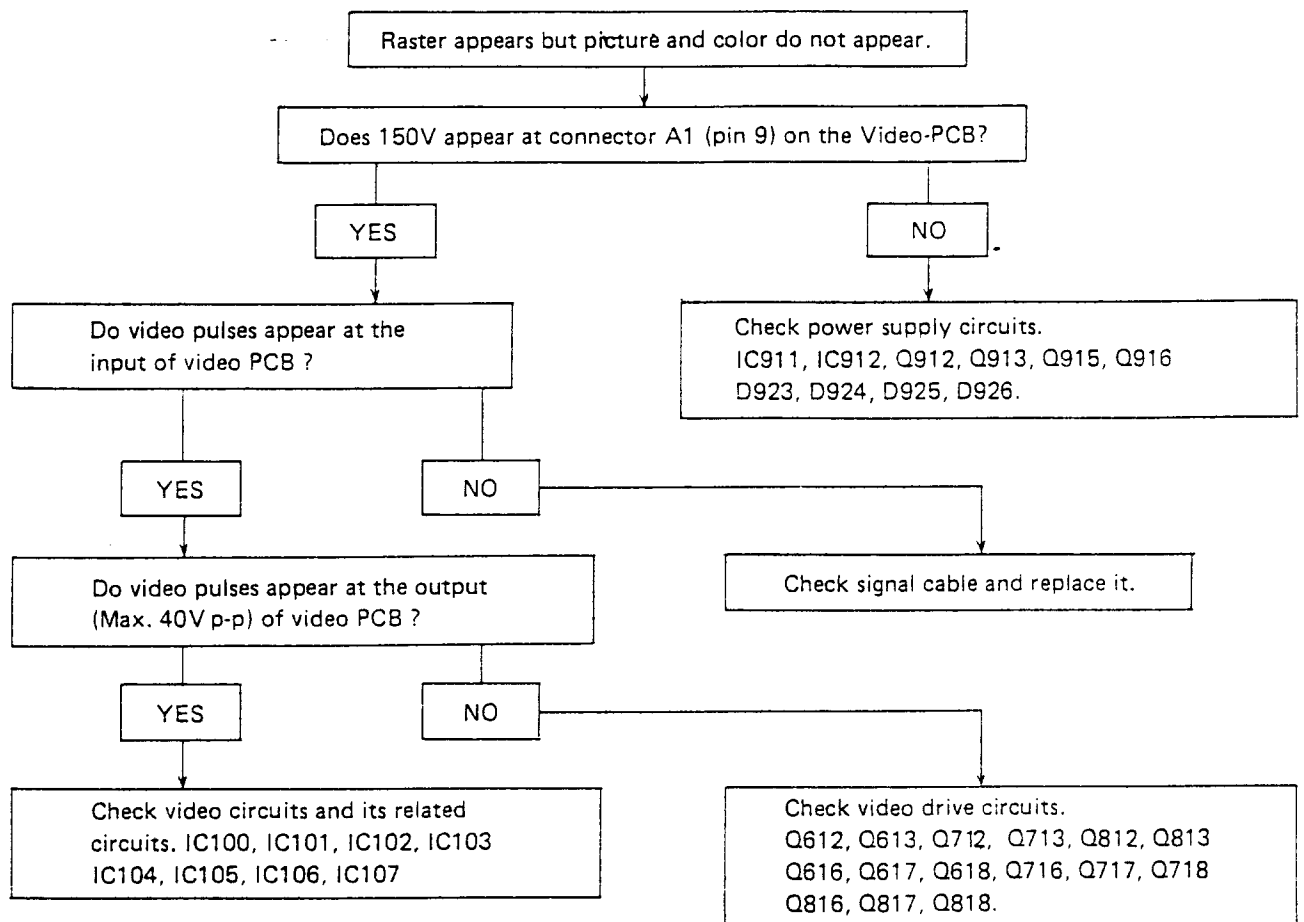 Raster appears but picture and color do not appear.
Does 150V appear at connector A1 (pin 9) on the Video-PCB?
YES
NO
Do video pulses appear at the
input of video PCB ?
Check power supply circuits.
IC911, IC912, Q912, Q913, Q915, Q916
D923, D924, D925, D926.
YES
NO
Do video pulses appear at the output
(Max. 40V p-p) of video PCB ?
Check signal cable and replace it.
YES
NO
Check video circuits and its related
circuits. IC100, IC101, IC102, IC103
IC104, IC105, IC106, IC107
Check video drive circuits.
Q612, Q613, Q712, Q713, Q812, Q813
Q616, Q617, Q618, Q716, Q717, Q718
Q816, Q817, Q818.